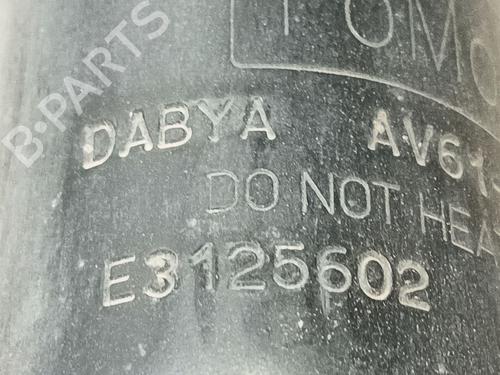 B-PARTS
DABYA AV61
DO NOT HEA
E3125602